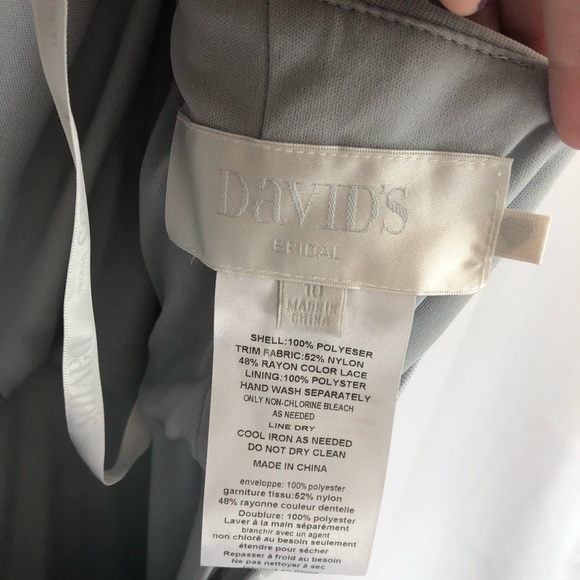 DaVID'S
BRIDAL
10
MADE IN
CHINA
SHELL:100% POLYESER
TRIM FABRIC:52% NYLON
48% RAYON COLOR LACE
LINING:100% POLYSTER
HAND WASH SEPARATELY
ONLY NON-CHLORINE BLEACH
AS NEEDED
LINE DRY
COOL IRON AS NEEDED
DO NOT DRY CLEAN
MADE IN CHINA
enveloppe: 100% polyester
garniture tissu:52% nylon
48% rayonne couleur dentelle
Doublure: 100% polyester
Laver à la main séparément
blanchir avec un agent
non chloré au besoin seulement
étendre pour sécher
Repasser à froid au besoin
Ne pas nettoyer à sec